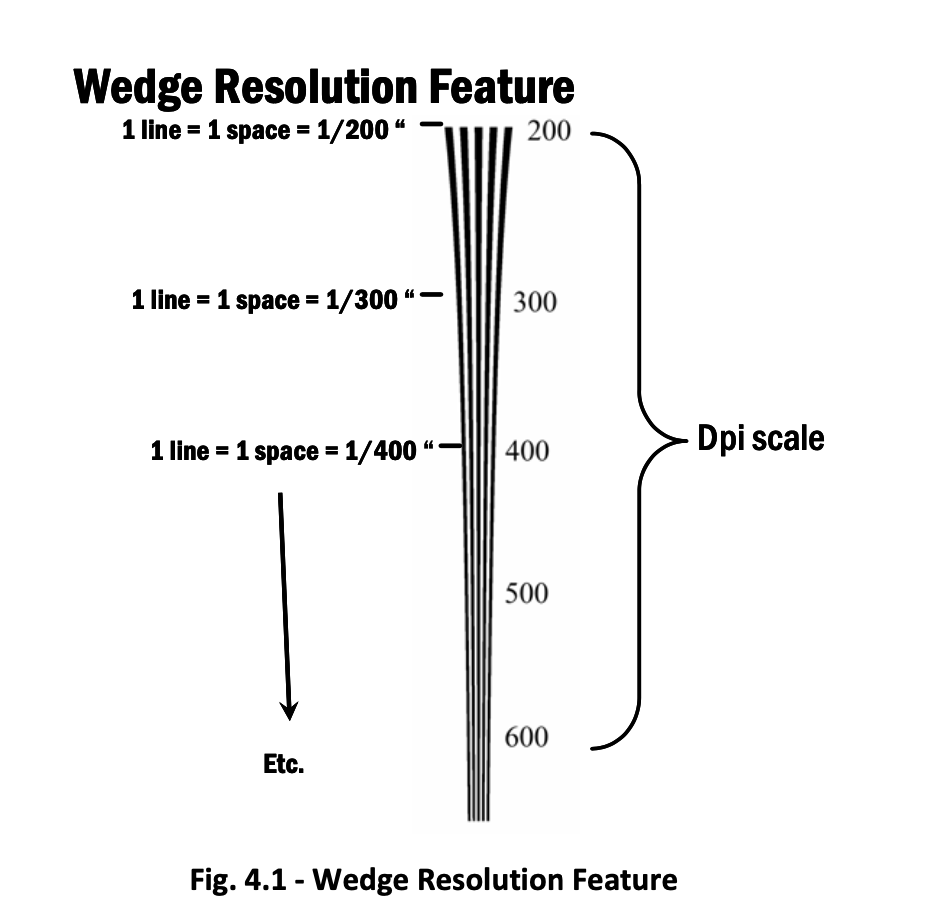 Wedge Resolution Feature
1 line = 1 space = 1/200 “
200
1 line = 1 space = 1/300 “
300
Dpi scale
1 line = 1 space = 1/400 “
400
500
600
Etc.
Fig. 4.1 - Wedge Resolution Feature